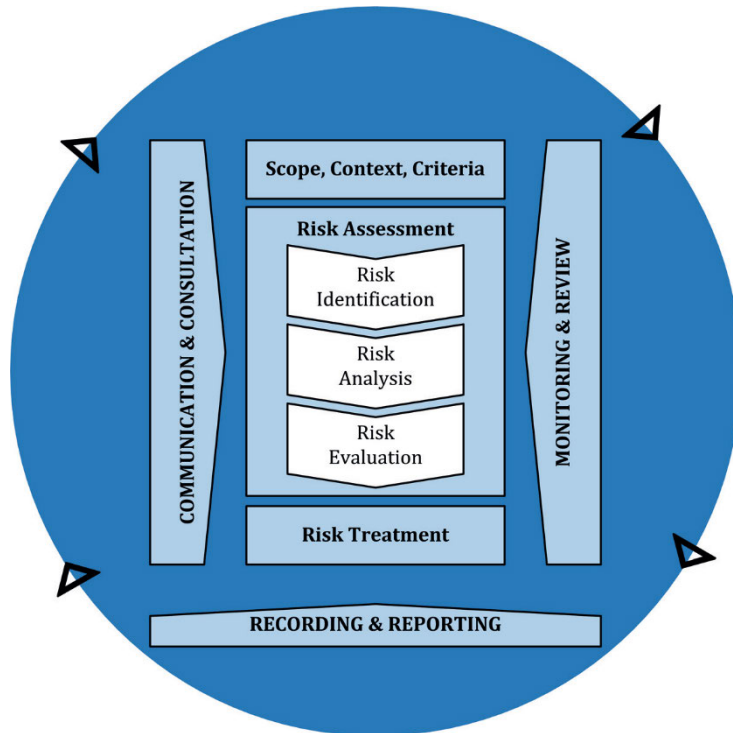 Scope, Context, Criteria
Risk Assessment
Risk
Identification
Risk
Analysis
Risk
Evaluation
Risk Treatment
COMMUNICATION & CONSULTATION
MONITORING & REVIEW
RECORDING & REPORTING